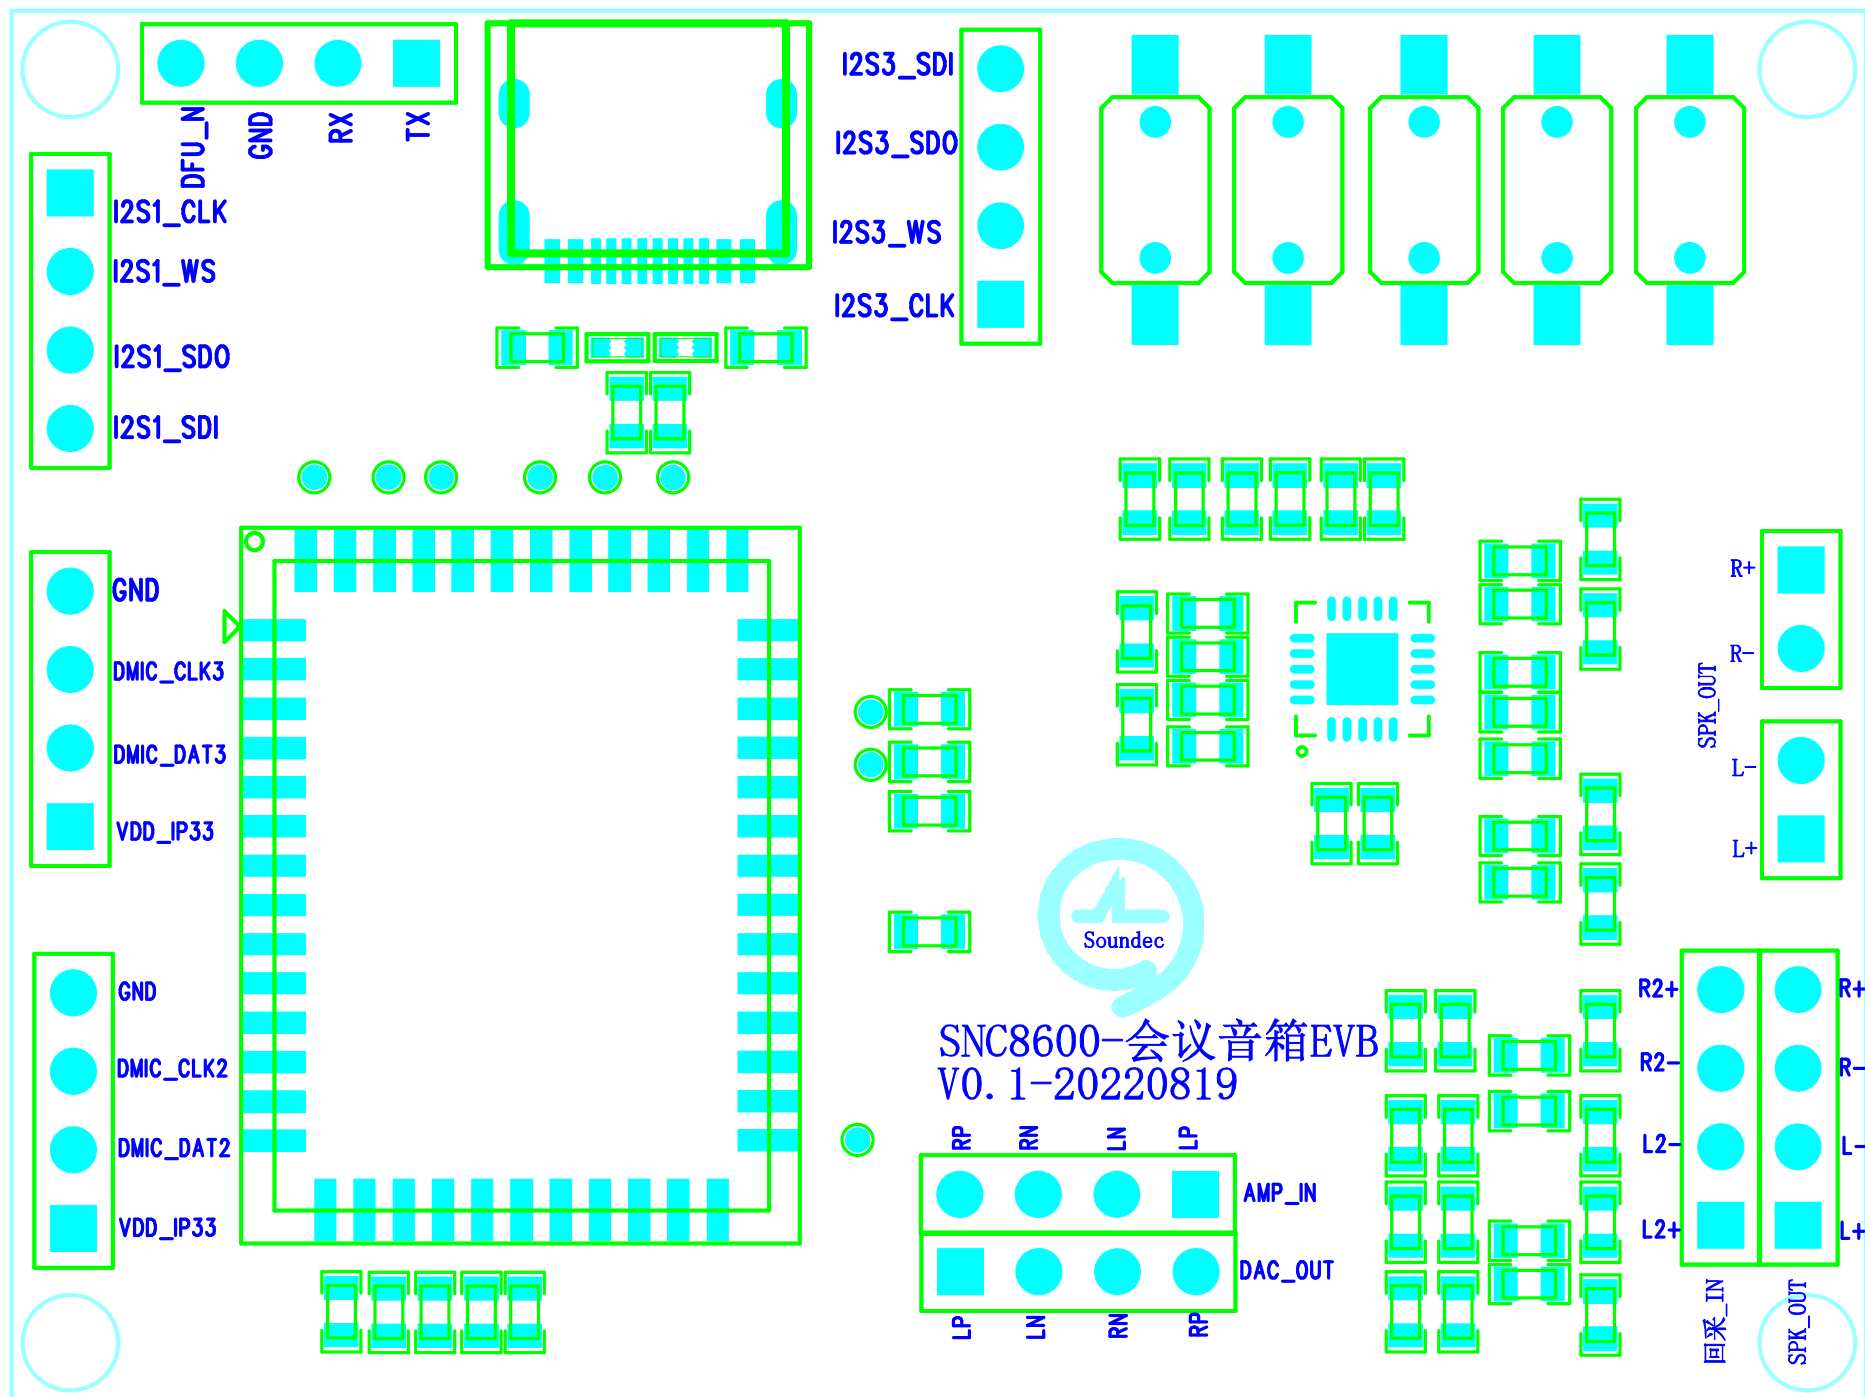 DFU_N
GND
RX
TX
I2S1_CLK
I2S1_WS
I2S1_SDO
I2S1_SDI
I2S3_SDI
I2S3_SDO
I2S3_WS
I2S3_CLK
GND
DMIC_CLK3
DMIC_DAT3
VDD_IP33
GND
DMIC_CLK2
DMIC_DAT2
VDD_IP33
R+
R-
SPK_OUT
L-
L+
Soundec
SNC8600-会议音箱EVB
V0.1-20220819
RP
RN
LN
LP
AMP_IN
DAC_OUT
LP
LN
RN
RP
R2+
R2-
L2-
L2+
R+
R-
L-
L+
回采_IN
SPK_OUT